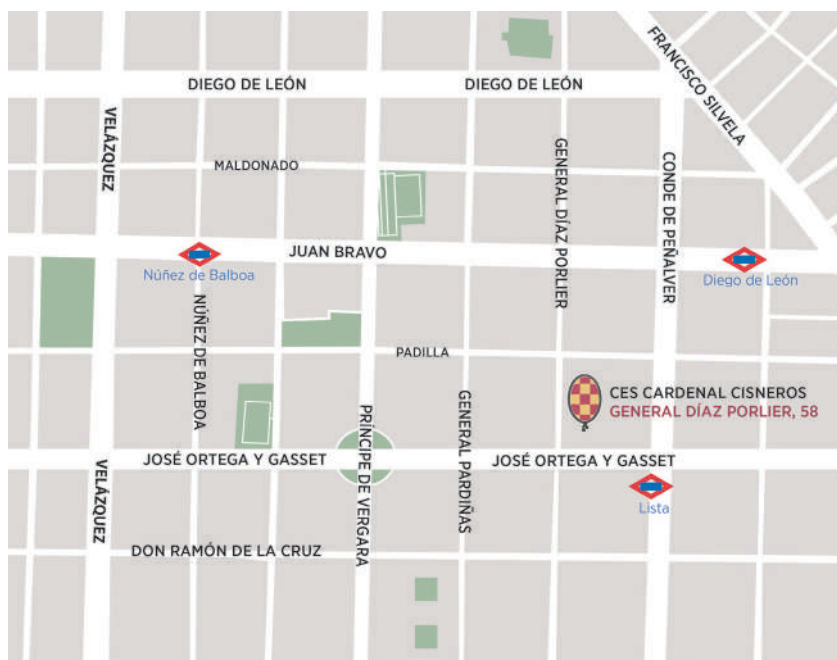 FRANCISCO SILVELA
DIEGO DE LEÓN
DIEGO DE LEÓN
VELÁZQUEZ
MALDONADO
GENERAL DÍAZ PORLIER
CONDE DE PEÑALVER
JUAN BRAVO
Núñez de Balboa
Diego de León
NÚÑEZ DE BALBOA
PADILLA
CES CARDENAL CISNEROS
GENERAL DÍAZ PORLIER, 58
PRÍNCIPE DE VERGARA
GENERAL PARDIÑAS
JOSÉ ORTEGA Y GASSET
JOSÉ ORTEGA Y GASSET
VELÁZQUEZ
Lista
DON RAMÓN DE LA CRUZ